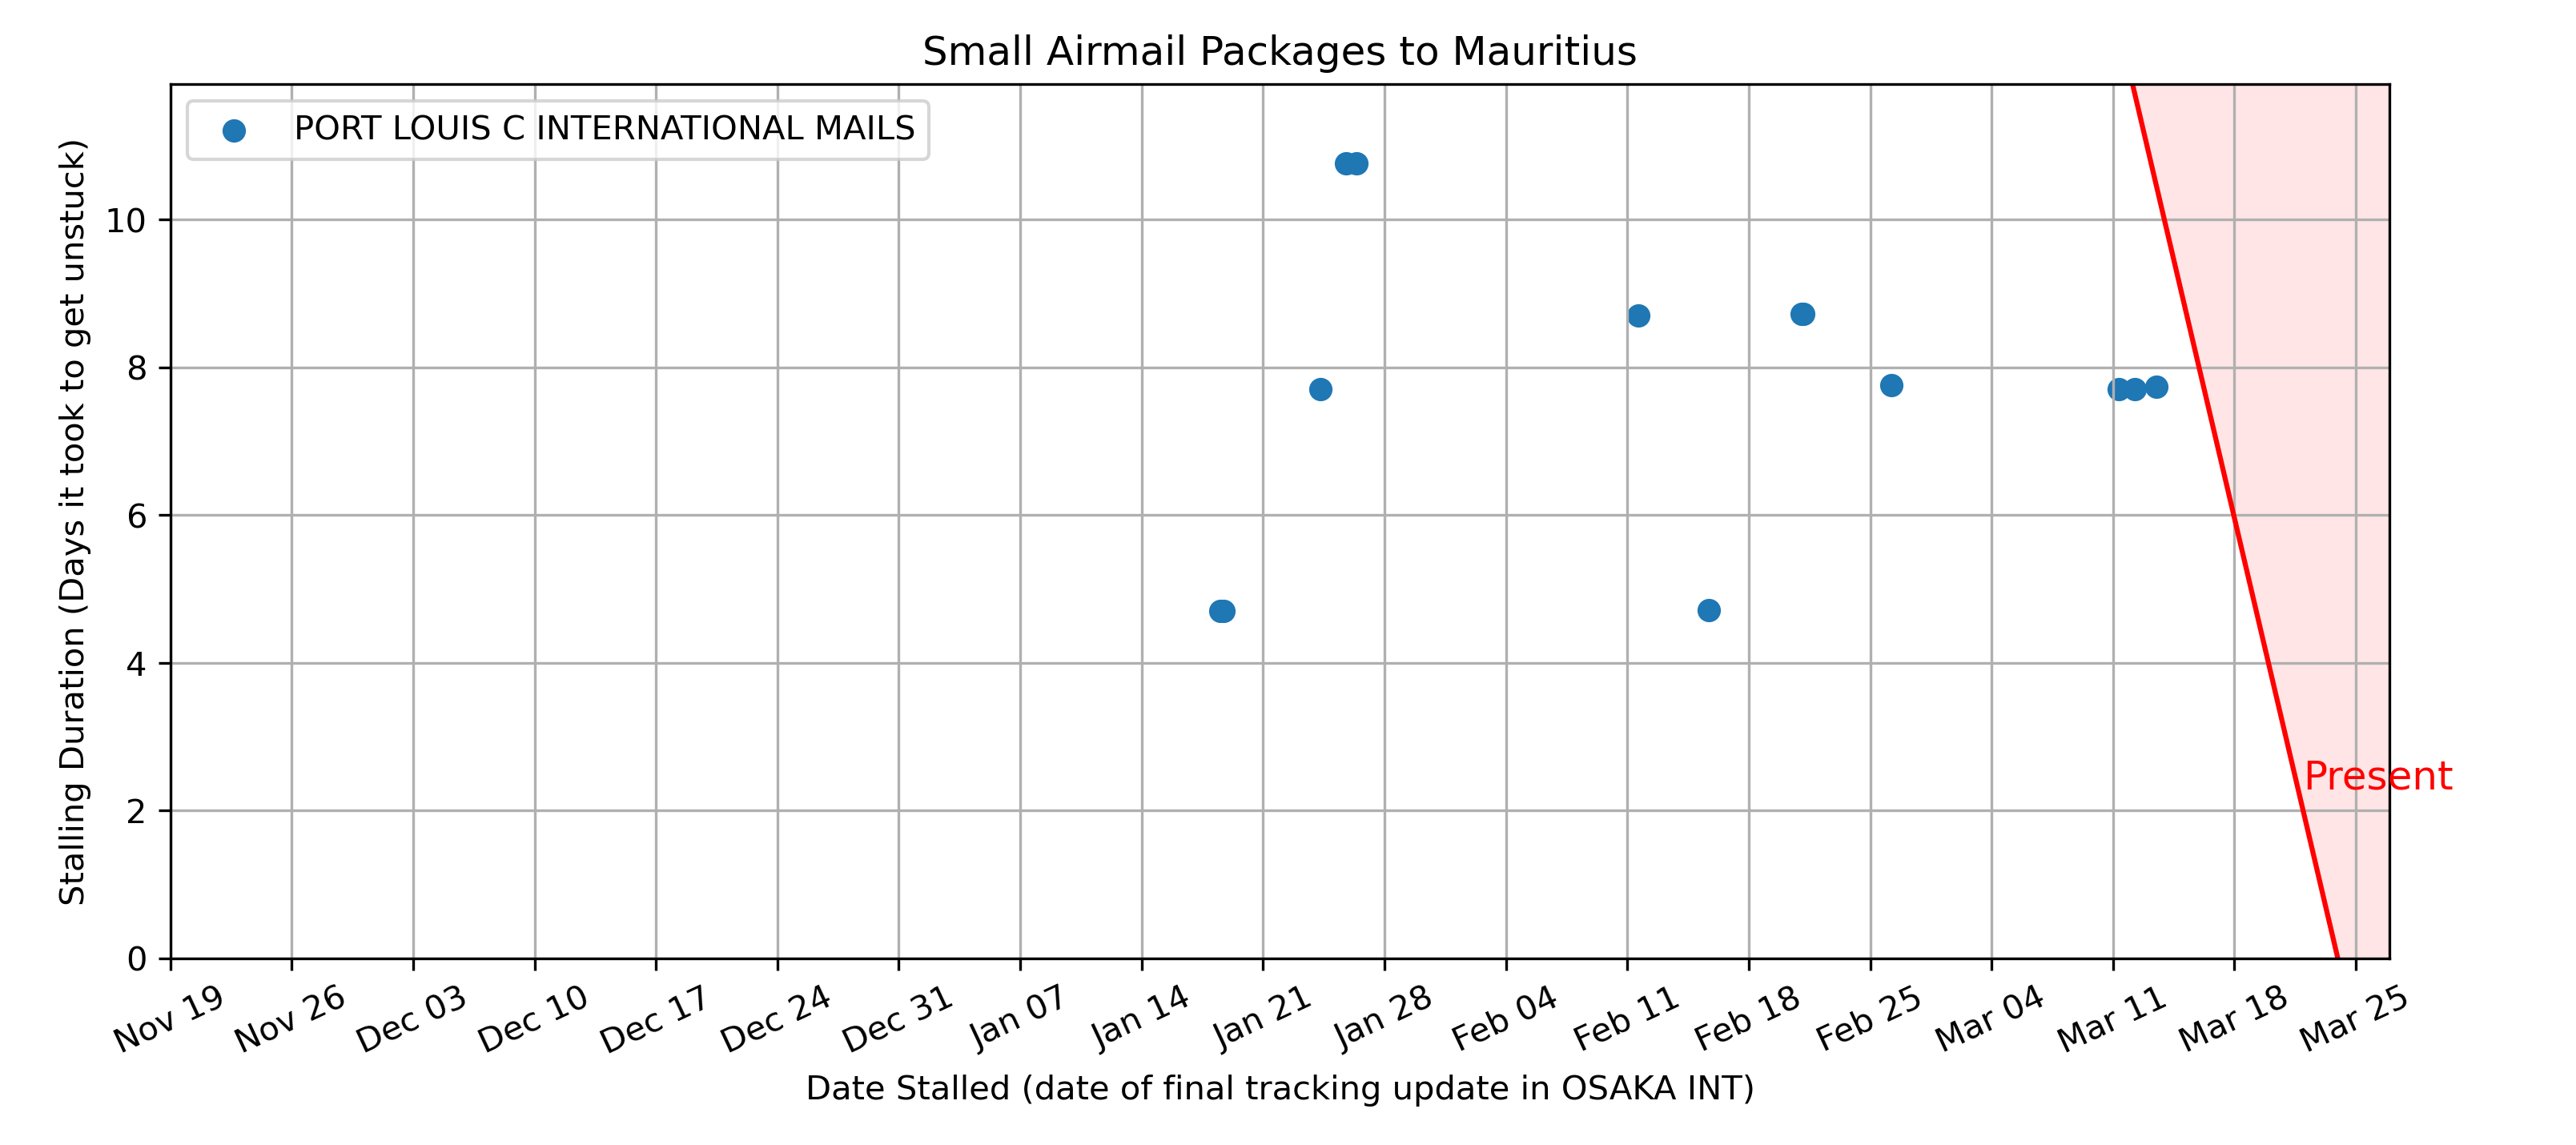 Small Airmail Packages to Mauritius
PORT LOUIS C INTERNATIONAL MAILS
Stalling Duration (Days it took to get unstuck)
10
8
6
4
2
0
Present
Nov 19
Nov 26
Dec 03
Dec 10
Dec 17
Dec 24
Dec 31
Jan 07
Jan 14
Jan 21
Jan 28
Feb 04
Feb 11
Feb 18
Feb 25
Mar 04
Mar 11
Mar 18
Mar 25
Date Stalled (date of final tracking update in OSAKA INT)